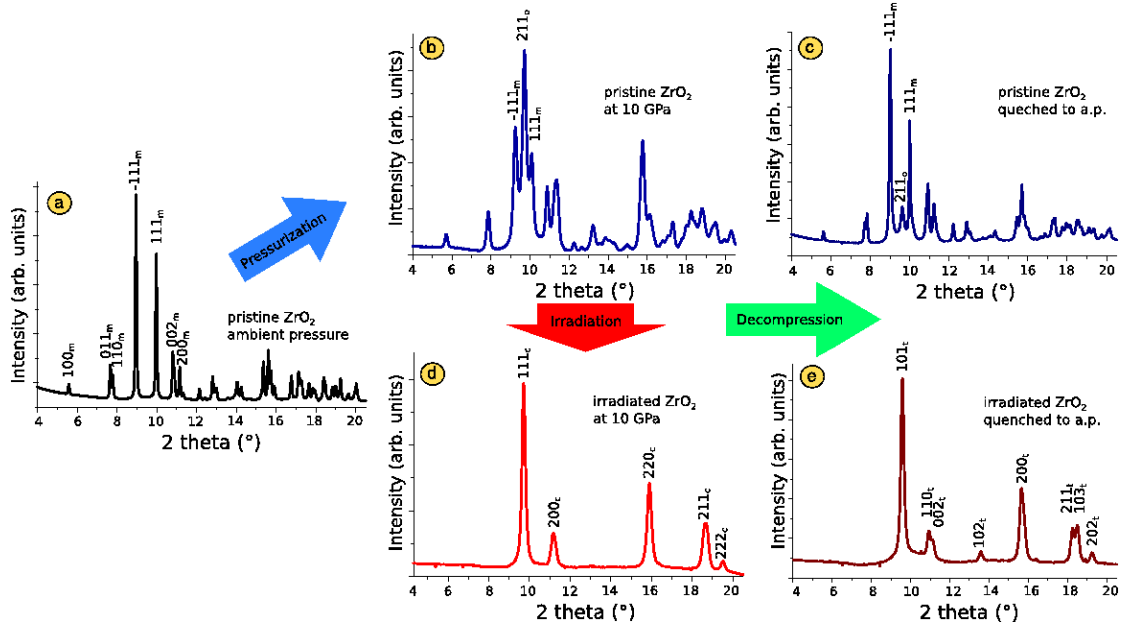 a
Intensity (arb. units)
100m
011m
110m
-111m
111m
002m
200m
pristine ZrO2
ambient pressure
4 6 8 10 12 14 16 18 20
2 theta (°)
Pressurization
b
Intensity (arb. units)
-111m
211o
111m
pristine ZrO2
at 10 GPa
4 6 8 10 12 14 16 18 20
2 theta (°)
c
Intensity (arb. units)
-111m
211o
111m
pristine ZrO2
queched to a.p.
4 6 8 10 12 14 16 18 20
2 theta (°)
Irradiation
Decompression
d
Intensity (arb. units)
111c
200c
220c
211c
222c
irradiated ZrO2
at 10 GPa
4 6 8 10 12 14 16 18 20
2 theta (°)
e
Intensity (arb. units)
101t
110t
002t
102t
200t
211t
103t
202t
irradiated ZrO2
quenched to a.p.
4 6 8 10 12 14 16 18 20
2 theta (°)